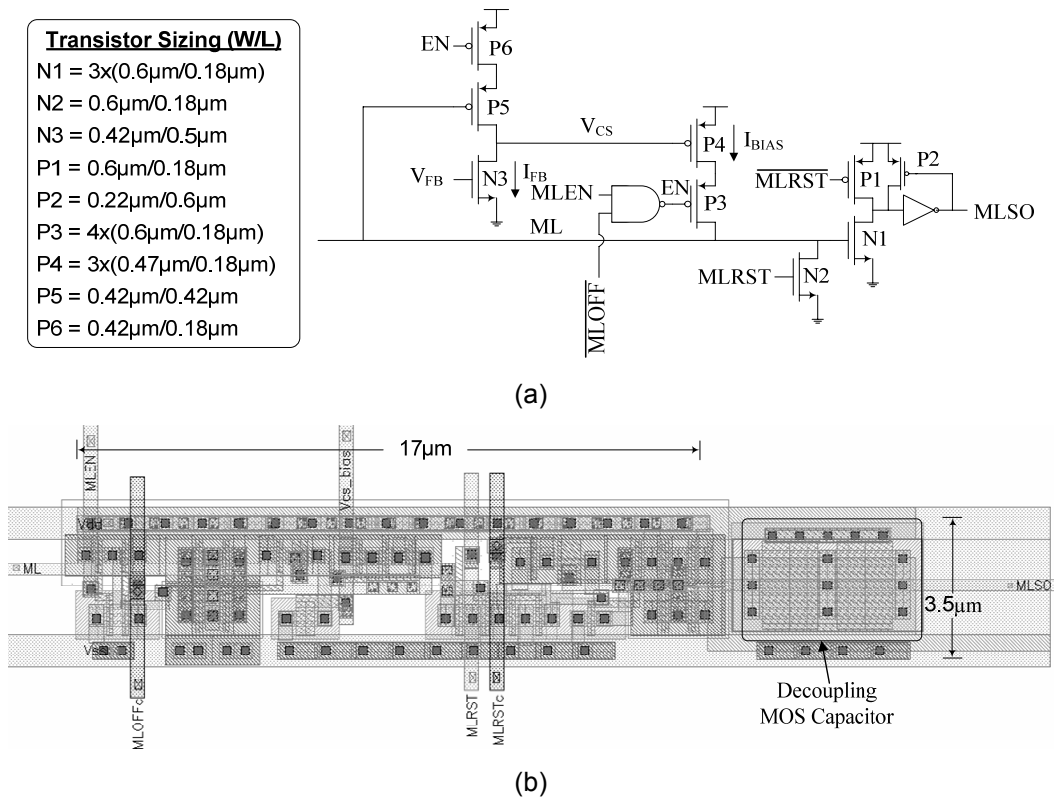 Transistor Sizing (W/L)
N1 = 3x(0.6µm/0.18µm)
N2 = 0.6µm/0.18µm
N3 = 0.42µm/0.5µm
P1 = 0.6µm/0.18µm
P2 = 0.22µm/0.6µm
P3 = 4x(0.6µm/0.18µm)
P4 = 3x(0.47µm/0.18µm)
P5 = 0.42µm/0.42µm
P6 = 0.42µm/0.18µm
EN
P6
P5
VCS
P4
IBIAS
VFB
N3
IFB
MLEN
EN
P3
MLRST
P1
P2
MLSO
ML
N1
MLRST
N2
MLOFF
(a)
17µm
MLEN
Vcs_bias
Vdd
ML
MLSO
3.5µm
Vss
MLOFFc
MLRST
MLRSTc
Decoupling
MOS Capacitor
(b)